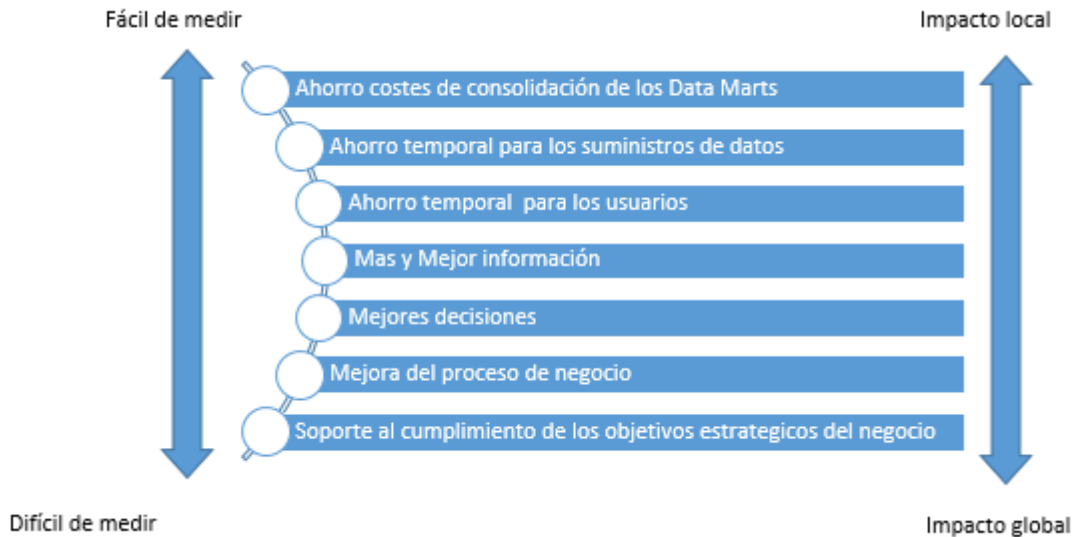 Fácil de medir
Impacto local
Ahorro costes de consolidación de los Data Marts
Ahorro temporal para los suministros de datos
Ahorro temporal  para los usuarios
Mas y Mejor información
Mejores decisiones
Mejora del proceso de negocio
Soporte al cumplimiento de los objetivos estrategicos del negocio
Difícil de medir
Impacto global